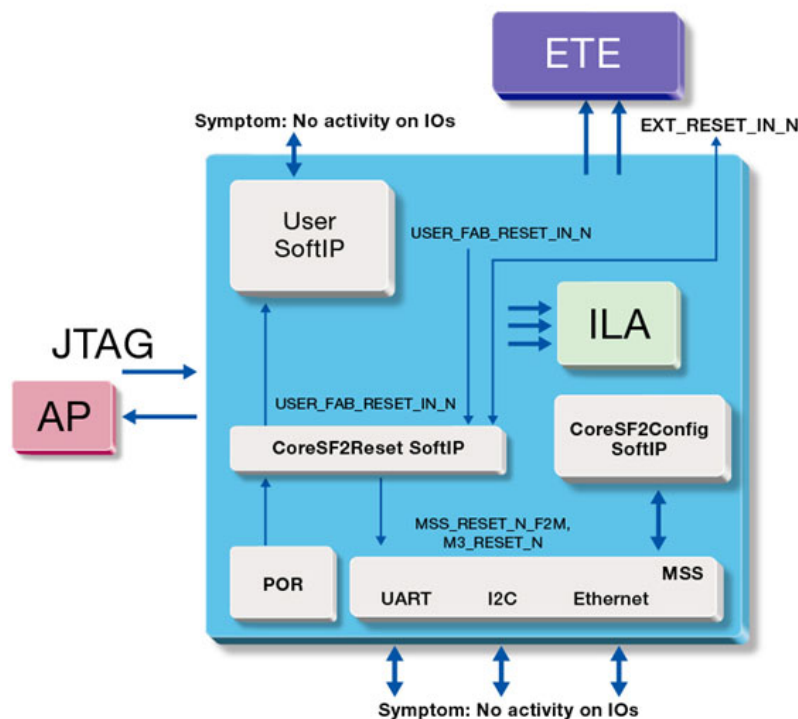 ETE
Symptom: No activity on IOs
EXT_RESET_IN_N
User
SoftIP
USER_FAB_RESET_IN_N
ILA
JTAG
AP
USER_FAB_RESET_IN_N
CoreSF2Reset SoftIP
CoreSF2Config
SoftIP
MSS_RESET_N_F2M,
M3_RESET_N
POR
MSS
UART I2C Ethernet
Symptom: No activity on IOs